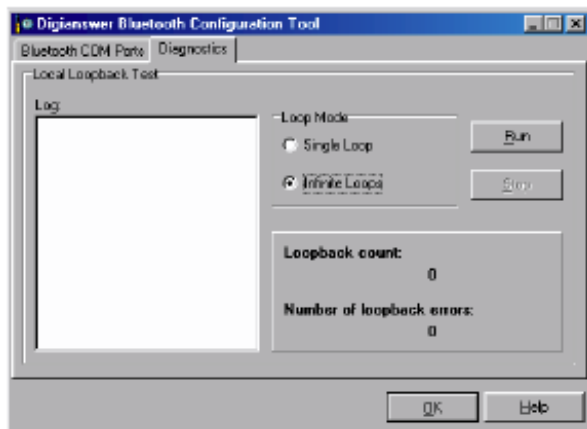 Digianswer Bluetooth Configuration Tool
Bluetooth COM Ports Diagnostics
Local Loopback Test
Log:
Loop Mode
Single Loop
Infinite Loops
Run
Stop
Loopback count:
0
Number of loopback errors:
0
OK
Help